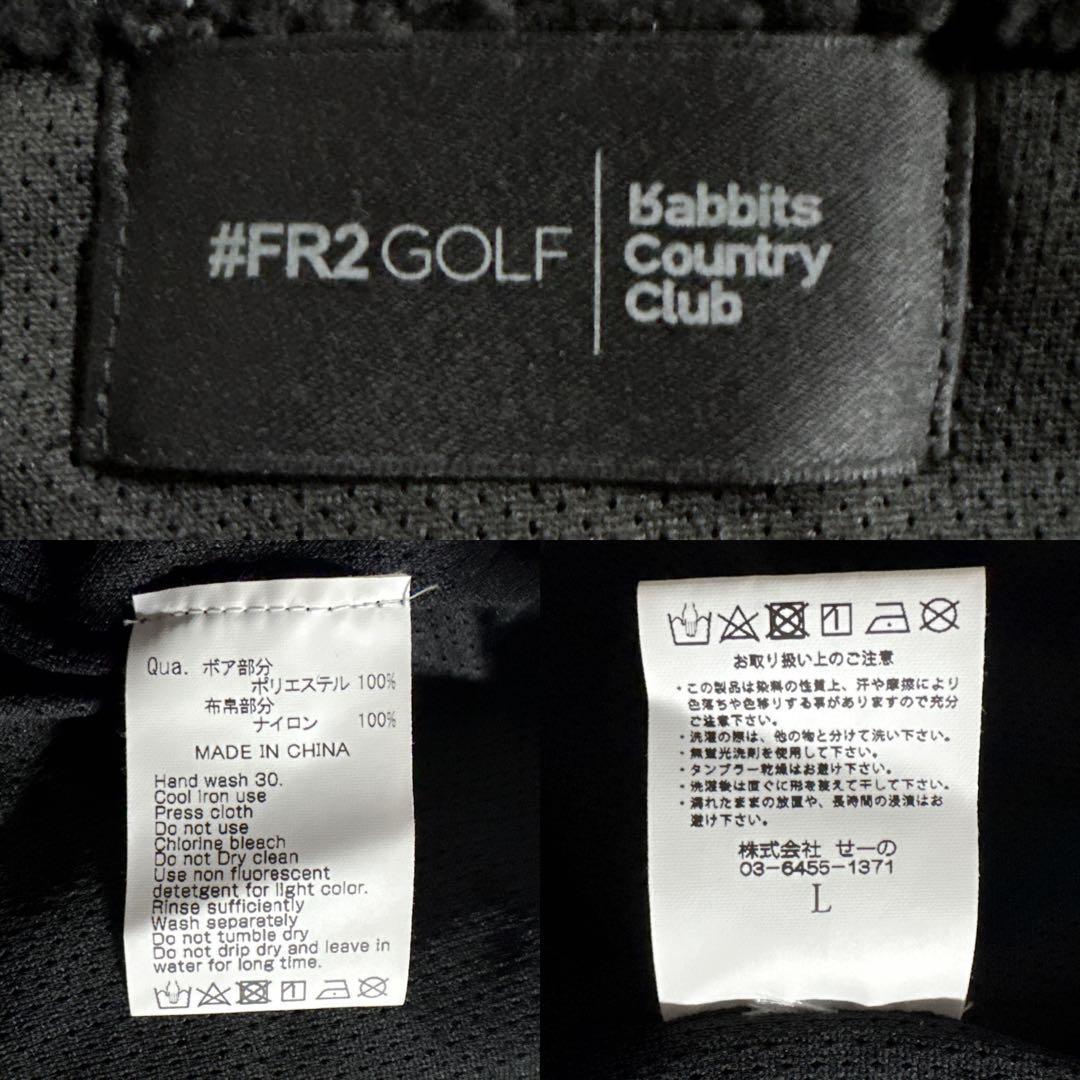 #FR2 GOLF
Rabbits
Country
Club
Qua. ボア部分
ポリエステル 100%
布帛部分
ナイロン 100%
MADE IN CHINA
Hand wash 30.
Cool iron use
Press cloth
Do not use
Chlorine bleach
Do not Dry clean
Use non fluorescent
detetgent for light color.
Rinse sufficiently
Wash separately
Do not tumble dry
Do not drip dry and leave in
water for long time.
1
1
お取り扱い上のご注意
・この製品は染料の性質上、汗や摩擦により
色落ちや色移りする事がありますので充分
ご注意下さい。
・洗濯の際は、他の物と分けて洗い下さい。
・無蛍光洗剤を使用して下さい。
・タンブラー乾燥はお避け下さい。
・洗濯後は直ぐに形を整えて干して下さい。
・濡れたままの放置や、長時間の浸漬はお
避け下さい。
株式会社 せーの
03-6455-1371
L